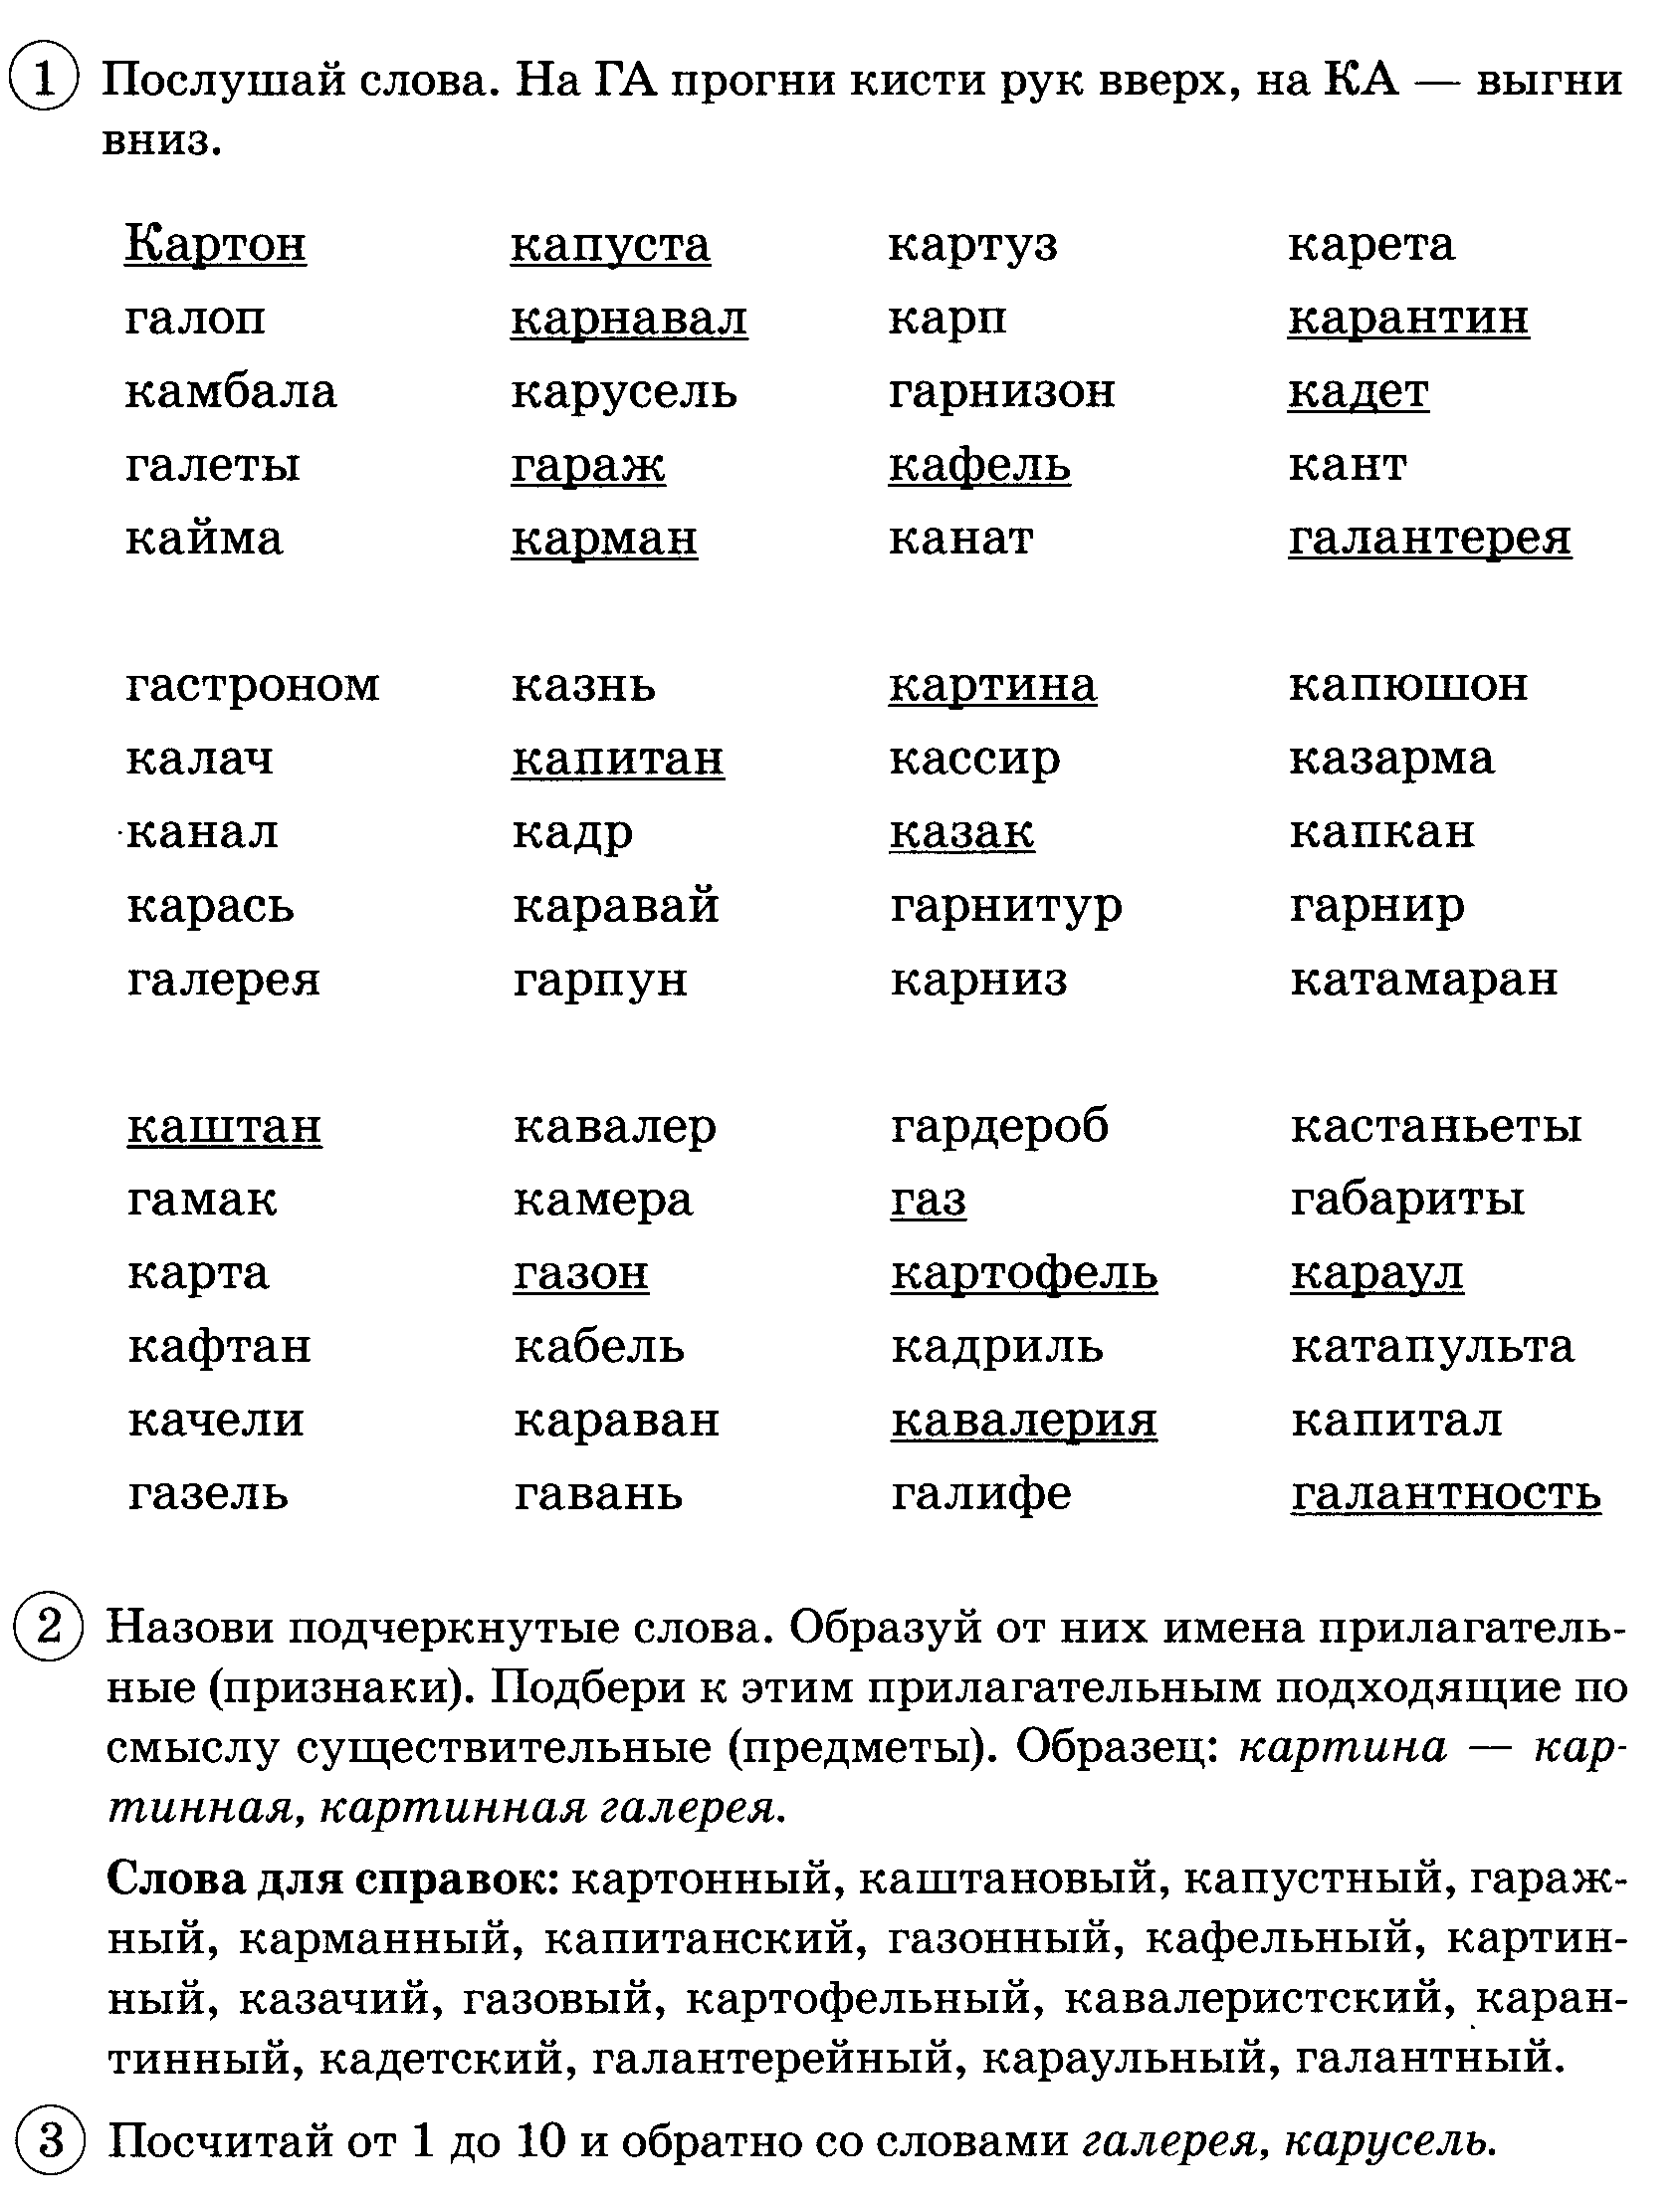 1 Послушай слова. На ГА прогни кисти рук вверх, на КА — выгни
вниз.
Картон капуста картуз карета
галоп карнавал карп карантин
камбала карусель гарнизон кадет
галеты гараж кафель кант
кайма карман канат галантерея
гастроном казнь картина капюшон
калач капитан кассир казарма
канал кадр казак капкан
карась каравай гарнитур гарнир
галерея гарпун карниз катамаран
каштан кавалер гардероб кастаньеты
гамак камера газ габариты
карта газон картофель караул
кафтан кабель кадриль катапульта
качели караван кавалерия капитал
газель гавань галифе галантность
2 Назови подчеркнутые слова. Образуй от них имена прилагатель-
ные (признаки). Подбери к этим прилагательным подходящие по
смыслу существительные (предметы). Образец: картина — кар-
тинная, картинная галерея.
Слова для справок: картонный, каштановый, капустный, гараж-
ный, карманный, капитанский, газонный, кафельный, картин-
ный, казачий, газовый, картофельный, кавалеристский, каран-
тинный, кадетский, галантерейный, караульный, галантный.
3 Посчитай от 1 до 10 и обратно со словами галерея, карусель.